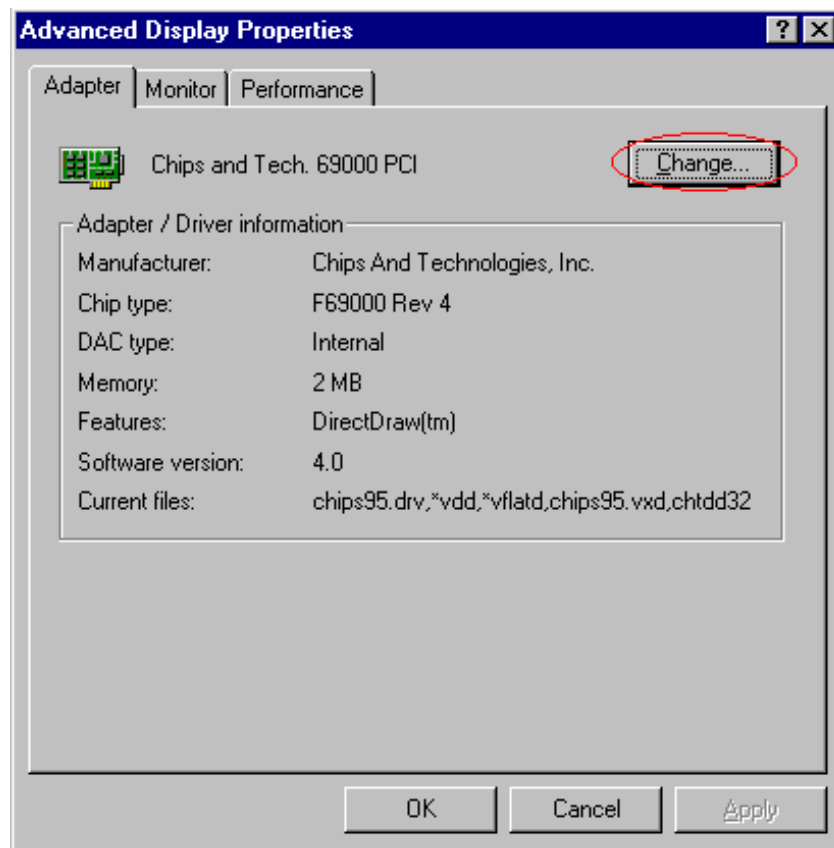 Advanced Display Properties
Adapter Monitor Performance
Chips and Tech. 69000 PCI Change...
Adapter / Driver information
Manufacturer: Chips And Technologies, Inc.
Chip type: F69000 Rev 4
DAC type: Internal
Memory: 2 MB
Features: DirectDraw(tm)
Software version: 4.0
Current files: chips95.drv,*vdd,*vflatd,chips95.vxd,chtdd32
OK Cancel Apply